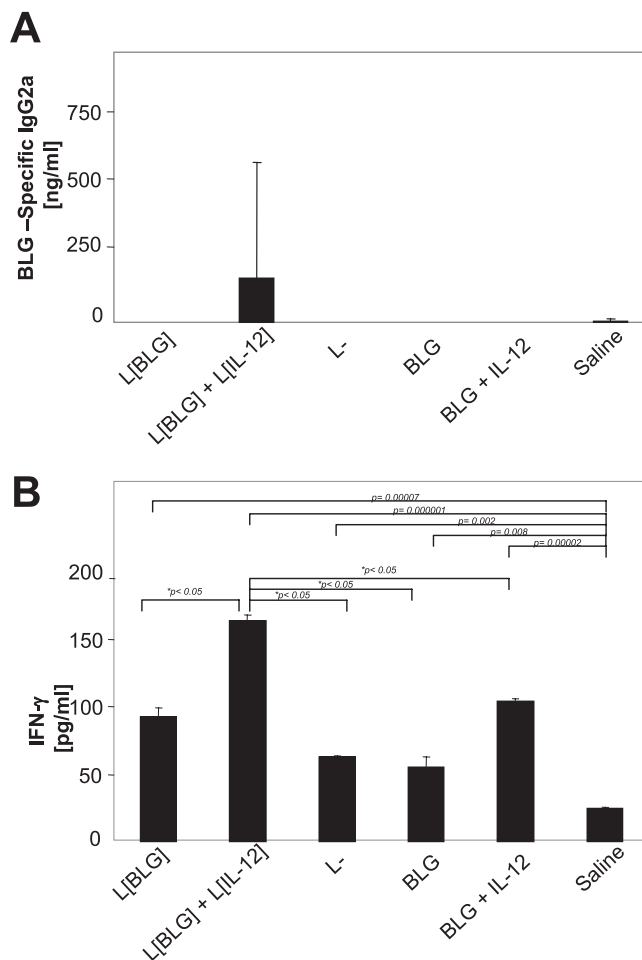 A
BLG –Specific IgG2a
[ng/ml]
750
500
250
0
L[BLG]
L[BLG] + L[IL-12]
L-
BLG
BLG + IL-12
Saline
B
p= 0.00007
p= 0.000001
p= 0.002
p= 0.008
p= 0.00002
*p< 0.05
*p< 0.05
*p< 0.05
*p< 0.05
IFN-γ
[pg/ml]
200
150
100
50
0
L[BLG]
L[BLG] + L[IL-12]
L-
BLG
BLG + IL-12
Saline